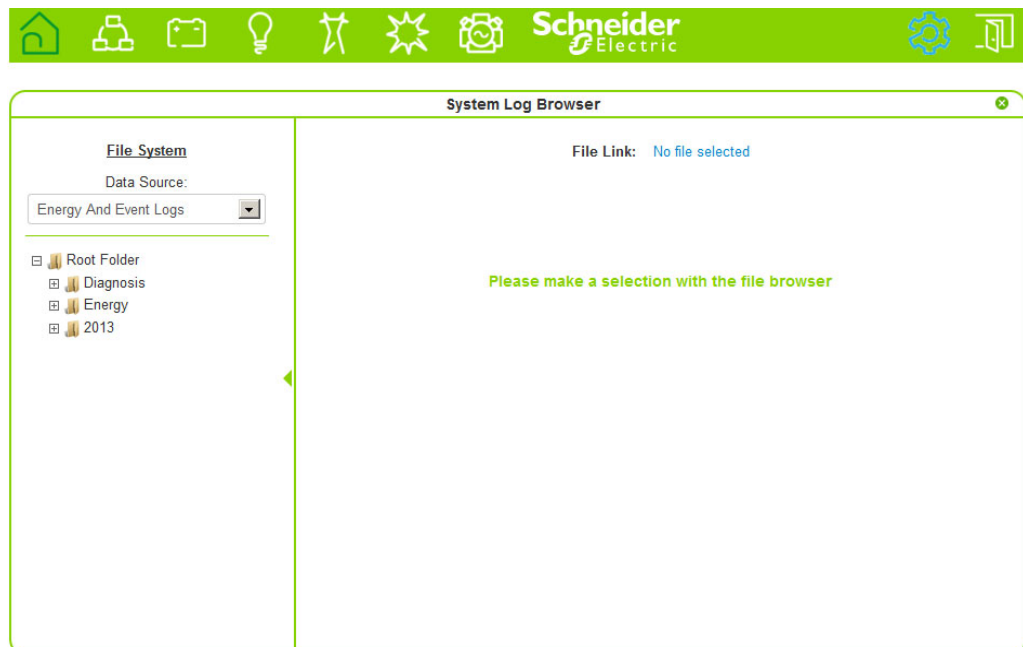 Schneider
Electric
System Log Browser
File System
Data Source:
Energy And Event Logs
Root Folder
Diagnosis
Energy
2013
File Link: No file selected
Please make a selection with the file browser